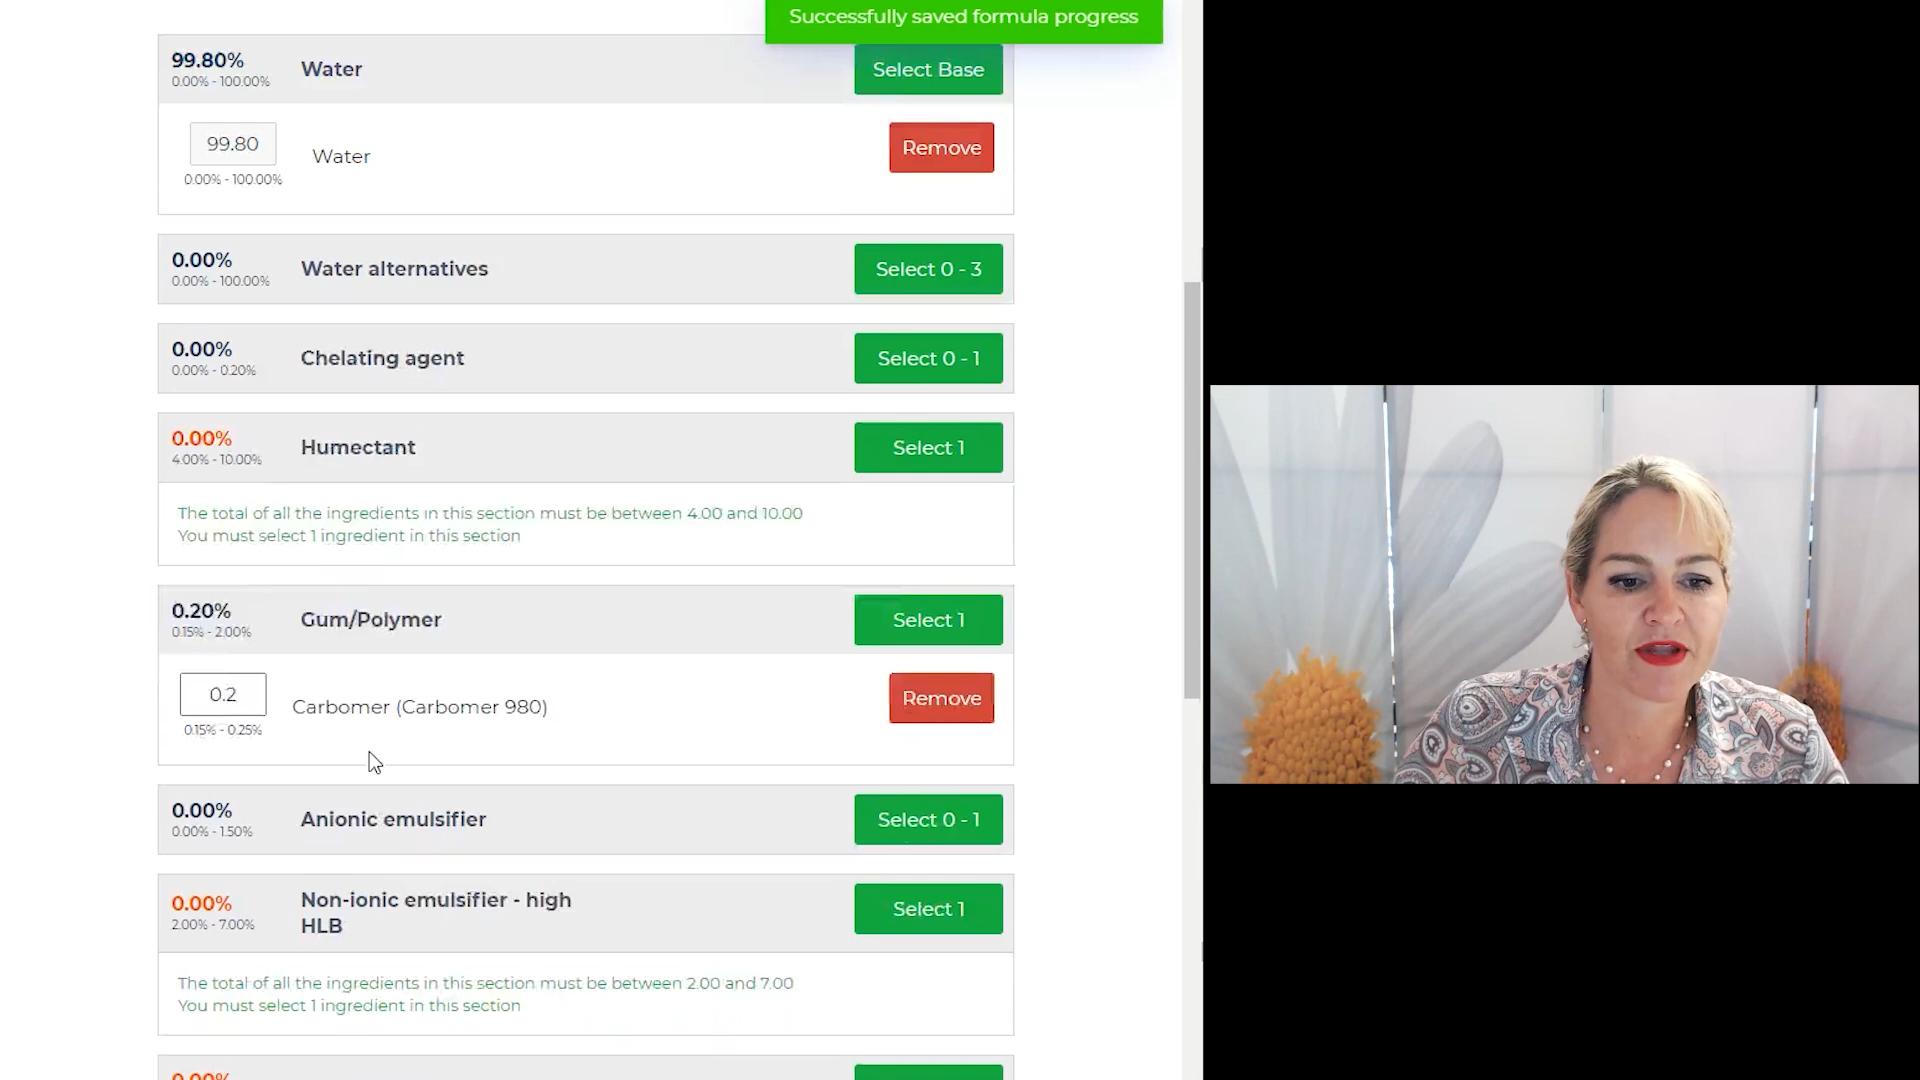 Successfully saved formula progress
99.80%
0.00% - 100.00%
Water
Select Base
99.80
0.00% - 100.00%
Water
Remove
0.00%
0.00% - 100.00%
Water alternatives
Select 0 - 3
0.00%
0.00% - 0.20%
Chelating agent
Select 0 - 1
0.00%
4.00% - 10.00%
Humectant
Select 1
The total of all the ingredients in this section must be between 4.00 and 10.00
You must select 1 ingredient in this section
0.20%
0.15% - 2.00%
Gum/Polymer
Select 1
0.2
0.15% - 0.25%
Carbomer (Carbomer 980)
Remove
0.00%
0.00% - 1.50%
Anionic emulsifier
Select 0 - 1
0.00%
2.00% - 7.00%
Non-ionic emulsifier - high
HLB
Select 1
The total of all the ingredients in this section must be between 2.00 and 7.00
You must select 1 ingredient in this section